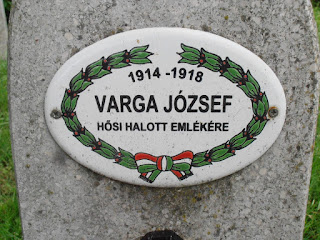 1914 -1918
VARGA JÓZSEF
HŐSI HALOTT EMLÉKÉRE